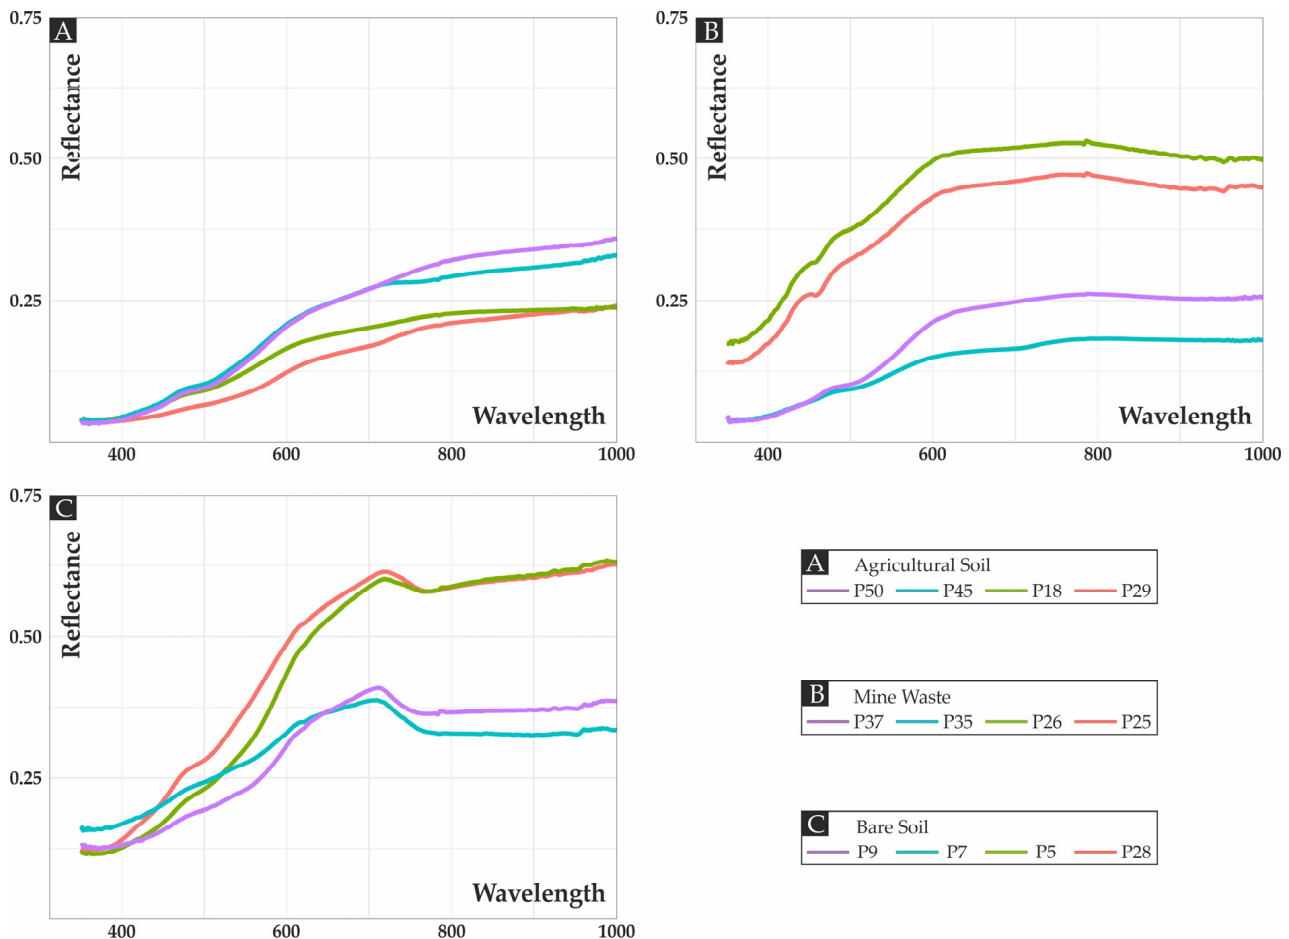 A
Reflectance
0.75
0.50
0.25
Wavelength
400 600 800 1000
B
Reflectance
0.75
0.50
0.25
Wavelength
400 600 800 1000
C
Reflectance
0.75
0.50
0.25
Wavelength
400 600 800 1000
A Agricultural Soil
P50 P45 P18 P29
B Mine Waste
P37 P35 P26 P25
C Bare Soil
P9 P7 P5 P28